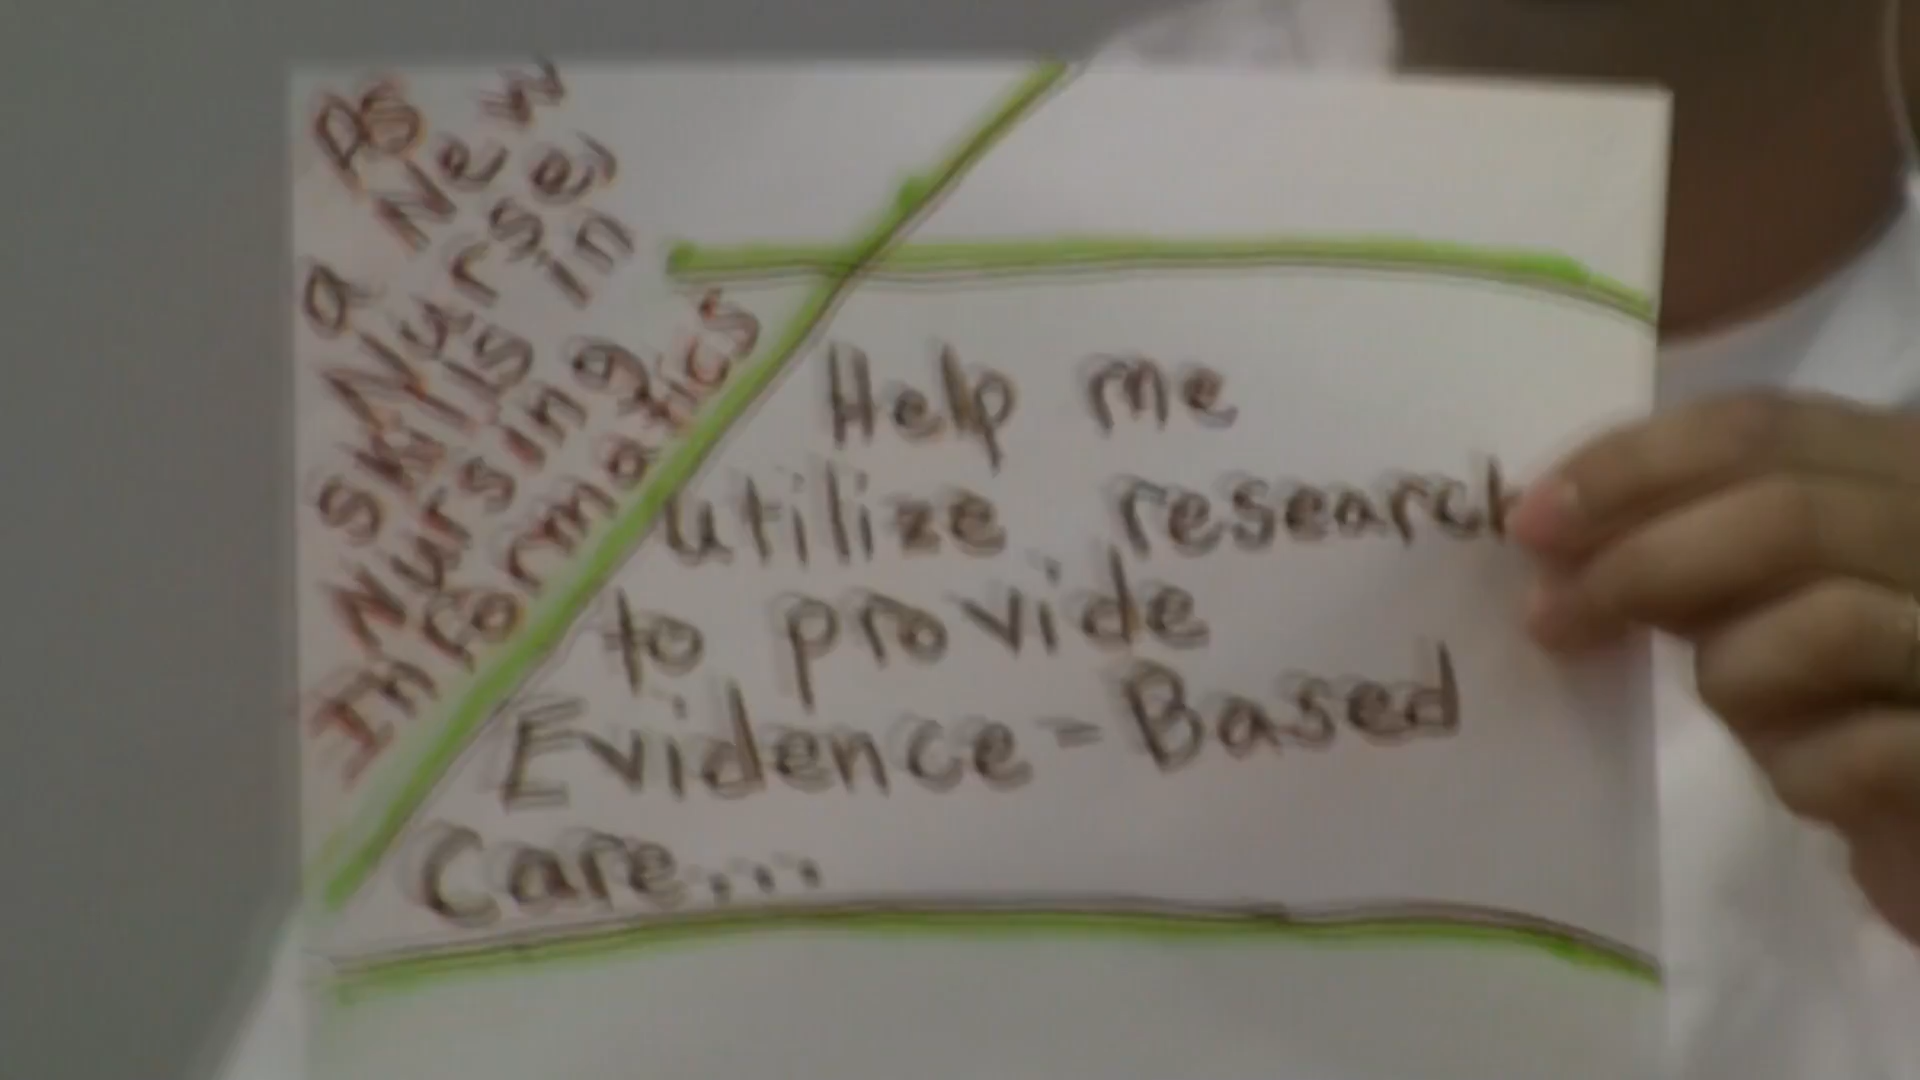 As
a New
Nurse,
skills in
Nursing
Informatics
Help me
utilize research
to provide
Evidence-Based
Care...